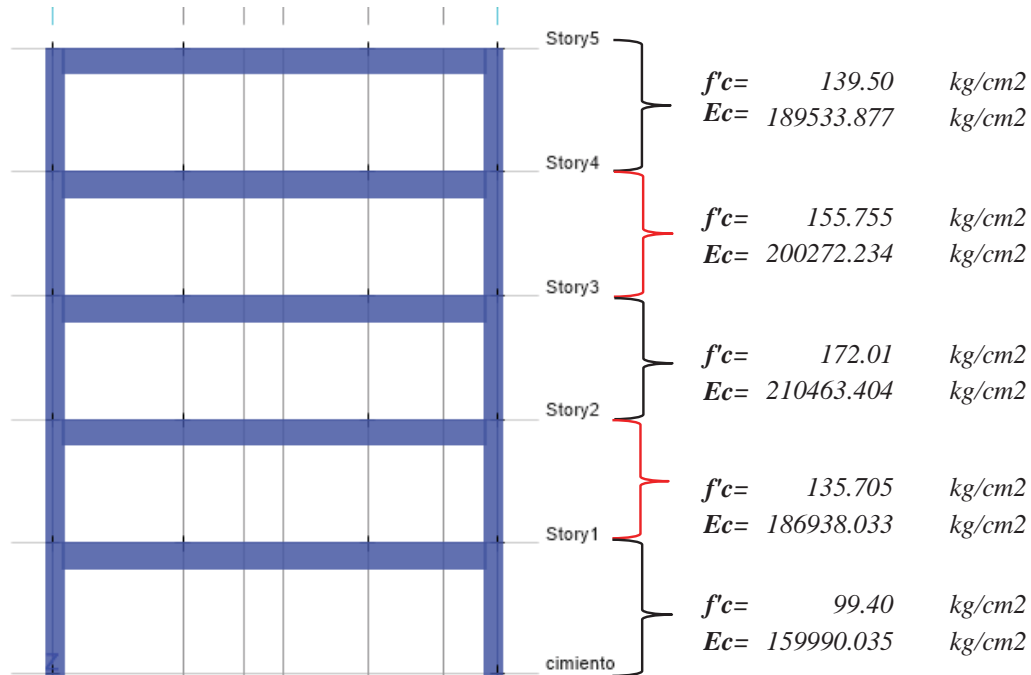 Story5
f'c= 139.50 kg/cm2
Ec= 189533.877 kg/cm2
Story4
f'c= 155.755 kg/cm2
Ec= 200272.234 kg/cm2
Story3
f'c= 172.01 kg/cm2
Ec= 210463.404 kg/cm2
Story2
f'c= 135.705 kg/cm2
Ec= 186938.033 kg/cm2
Story1
f'c= 99.40 kg/cm2
Ec= 159990.035 kg/cm2
Z
cimiento